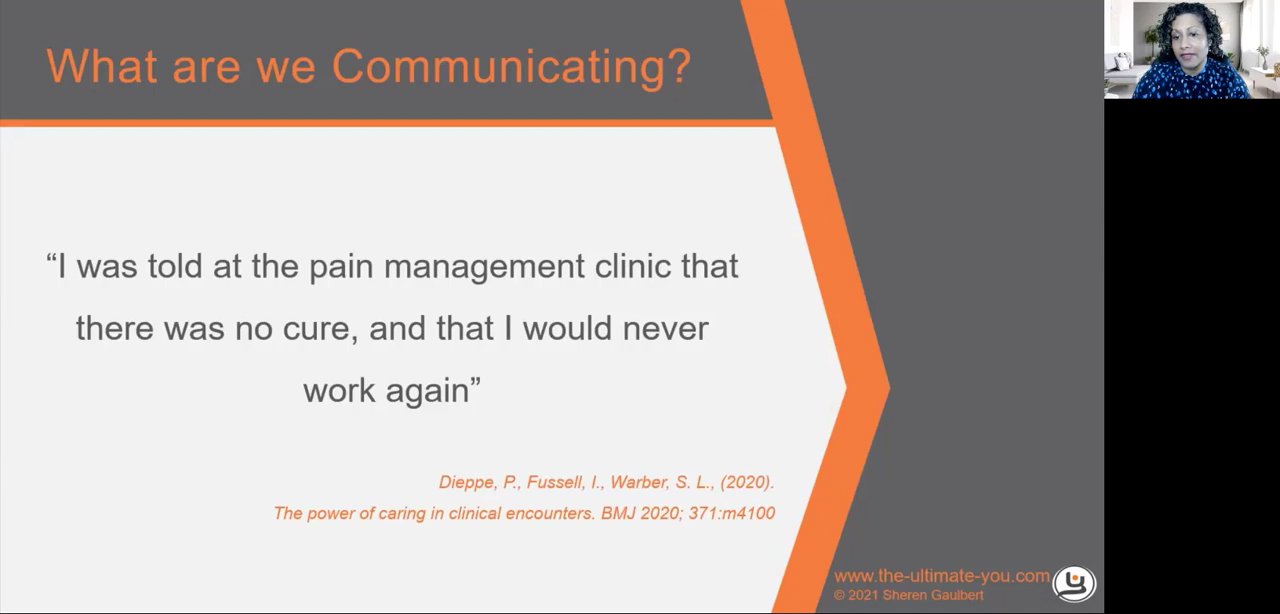 What are we Communicating?
“I was told at the pain management clinic that
there was no cure, and that I would never
work again”
Dieppe, P., Fussell, I., Warber, S. L., (2020).
The power of caring in clinical encounters. BMJ 2020; 371:m4100
www.the-ultimate-you.com
© 2021 Sheren Gaulbert